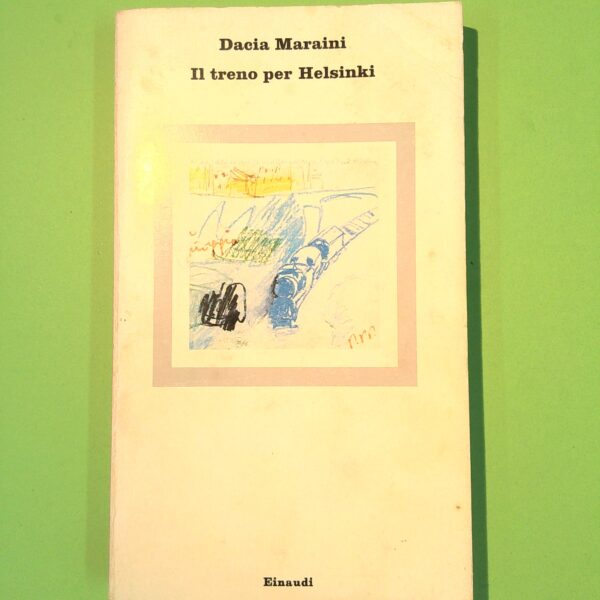 Dacia Maraini
Il treno per Helsinki
Einaudi